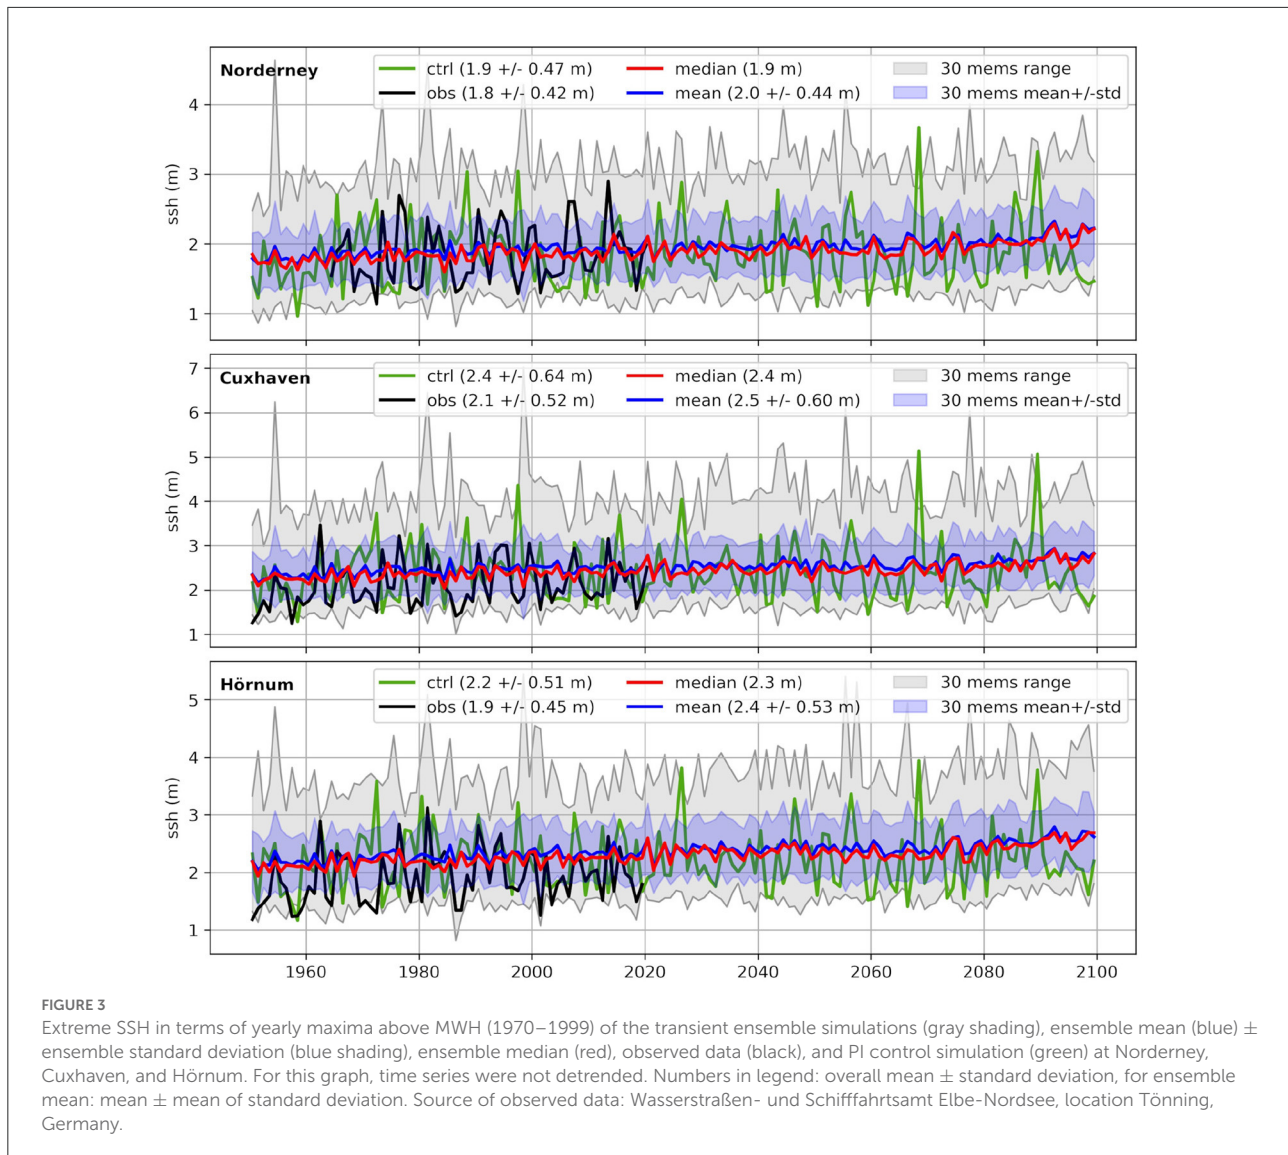 Norderney
ctrl (1.9 +/- 0.47 m)
obs (1.8 +/- 0.42 m)
median (1.9 m)
mean (2.0 +/- 0.44 m)
30 mems range
30 mems mean+/-std
ssh (m)
4
3
2
1
Cuxhaven
ctrl (2.4 +/- 0.64 m)
obs (2.1 +/- 0.52 m)
median (2.4 m)
mean (2.5 +/- 0.60 m)
30 mems range
30 mems mean+/-std
ssh (m)
7
6
5
4
3
2
1
Hörnum
ctrl (2.2 +/- 0.51 m)
obs (1.9 +/- 0.45 m)
median (2.3 m)
mean (2.4 +/- 0.53 m)
30 mems range
30 mems mean+/-std
ssh (m)
5
4
3
2
1
1960 1980 2000 2020 2040 2060 2080 2100
FIGURE 3
Extreme SSH in terms of yearly maxima above MWH (1970–1999) of the transient ensemble simulations (gray shading), ensemble mean (blue) ±
ensemble standard deviation (blue shading), ensemble median (red), observed data (black), and PI control simulation (green) at Norderney,
Cuxhaven, and Hörnum. For this graph, time series were not detrended. Numbers in legend: overall mean ± standard deviation, for ensemble
mean: mean ± mean of standard deviation. Source of observed data: Wasserstraßen- und Schifffahrtsamt Elbe-Nordsee, location Tönning,
Germany.